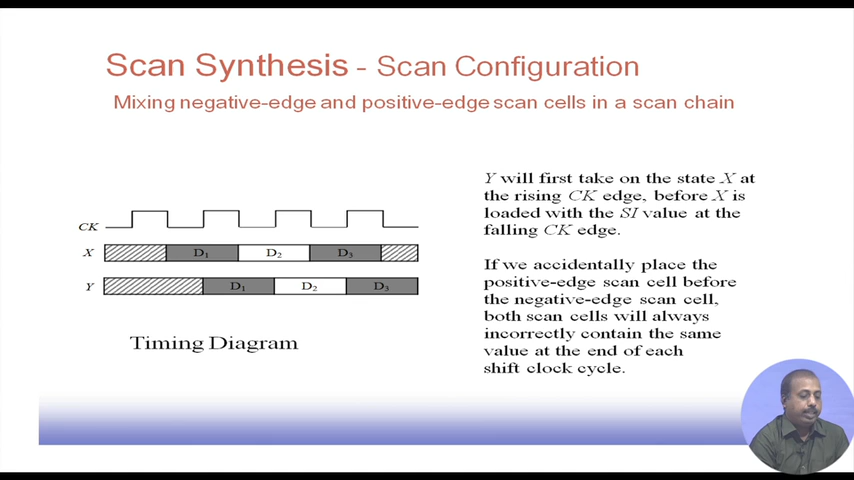 Scan Synthesis - Scan Configuration
Mixing negative-edge and positive-edge scan cells in a scan chain
CK
X D1 D2 D3
Y D1 D2 D3
Timing Diagram
Y will first take on the state X at
the rising CK edge, before X is
loaded with the SI value at the
falling CK edge.
If we accidentally place the
positive-edge scan cell before
the negative-edge scan cell,
both scan cells will always
incorrectly contain the same
value at the end of each
shift clock cycle.